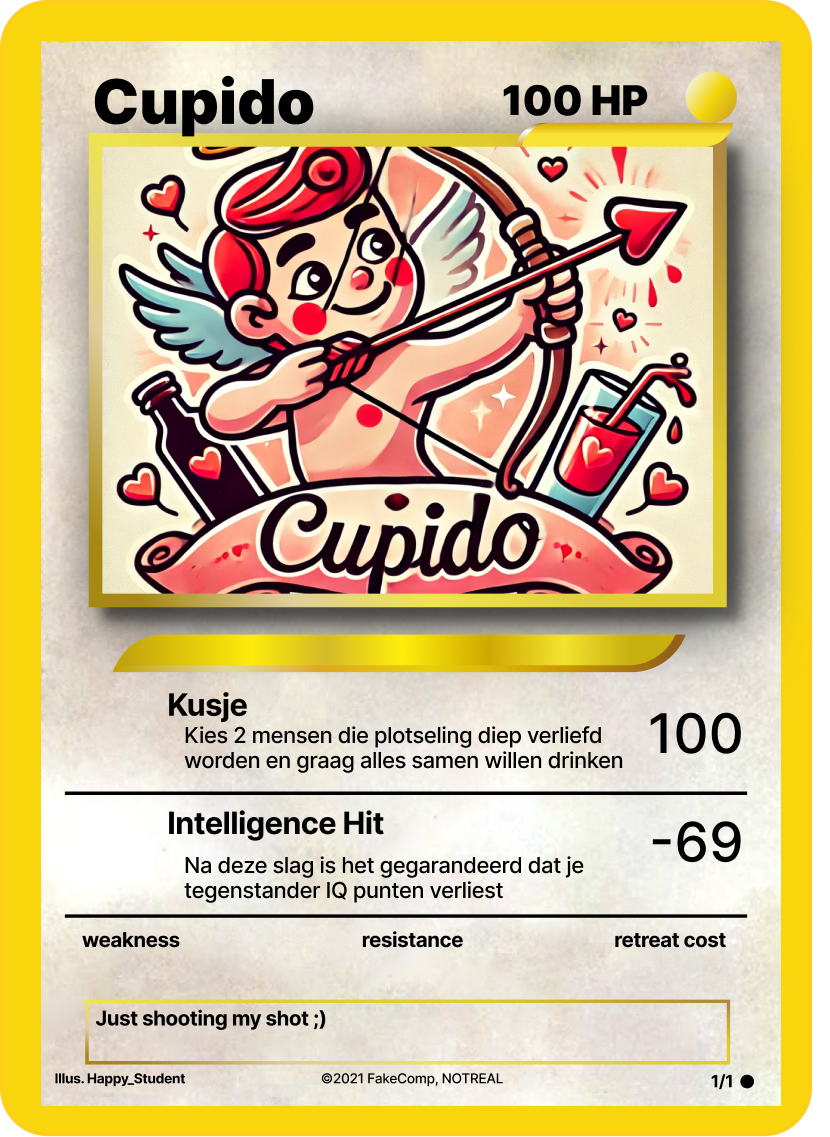 Cupido
100 HP
Cupido
Kusje
Kies 2 mensen die plotseling diep verliefd
worden en graag alles samen willen drinken
100
Intelligence Hit
-69
Na deze slag is het gegarandeerd dat je
tegenstander IQ punten verliest
weakness resistance retreat cost
Just shooting my shot ;)
Illus. Happy_Student ©2021 FakeComp, NOTREAL 1/1 ●